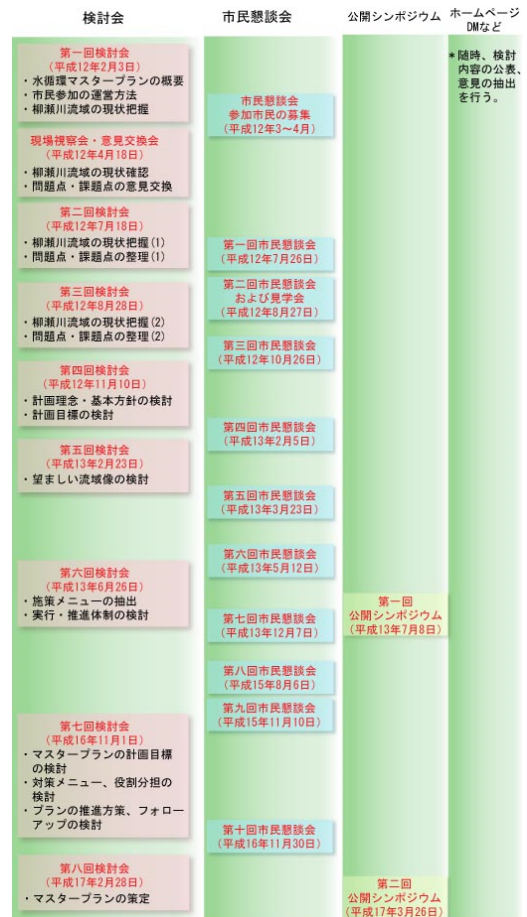 検討会
第一回検討会
(平成12年2月3日)
・水循環マスタープランの概要
・市民参加の運営方法
・柳瀬川流域の現状把握
現場視察会・意見交換会
(平成12年4月18日)
・柳瀬川流域の現状確認
・問題点・課題点の意見交換
第二回検討会
(平成12年7月18日)
・柳瀬川流域の現状把握(1)
・問題点・課題点の整理(1)
第三回検討会
(平成12年8月28日)
・柳瀬川流域の現状把握(2)
・問題点・課題点の整理(2)
第四回検討会
(平成12年11月10日)
・計画理念・基本方針の検討
・計画目標の検討
第五回検討会
(平成13年2月23日)
・望ましい流域像の検討
第六回検討会
(平成13年6月26日)
・施策メニューの抽出
・実行・推進体制の検討
第七回検討会
(平成16年11月1日)
・マスタープランの計画目標
の検討
・対策メニュー、役割分担の
検討
・プランの推進方策、フォロー
アップの検討
第八回検討会
(平成17年2月28日)
・マスタープランの策定
市民懇談会
市民懇談会
参加市民の募集
(平成12年3～4月)
第一回市民懇談会
(平成12年7月26日)
第二回市民懇談会
および見学会
(平成12年8月27日)
第三回市民懇談会
(平成12年10月26日)
第四回市民懇談会
(平成13年2月5日)
第五回市民懇談会
(平成13年3月23日)
第六回市民懇談会
(平成13年5月12日)
第七回市民懇談会
(平成13年12月7日)
第八回市民懇談会
(平成15年8月6日)
第九回市民懇談会
(平成15年11月10日)
第十回市民懇談会
(平成16年11月30日)
公開シンポジウム
第一回
公開シンポジウム
(平成13年7月8日)
第二回
公開シンポジウム
(平成17年3月26日)
ホームページ
DMなど
*随時、検討
内容の公表、
意見の抽出
を行う。